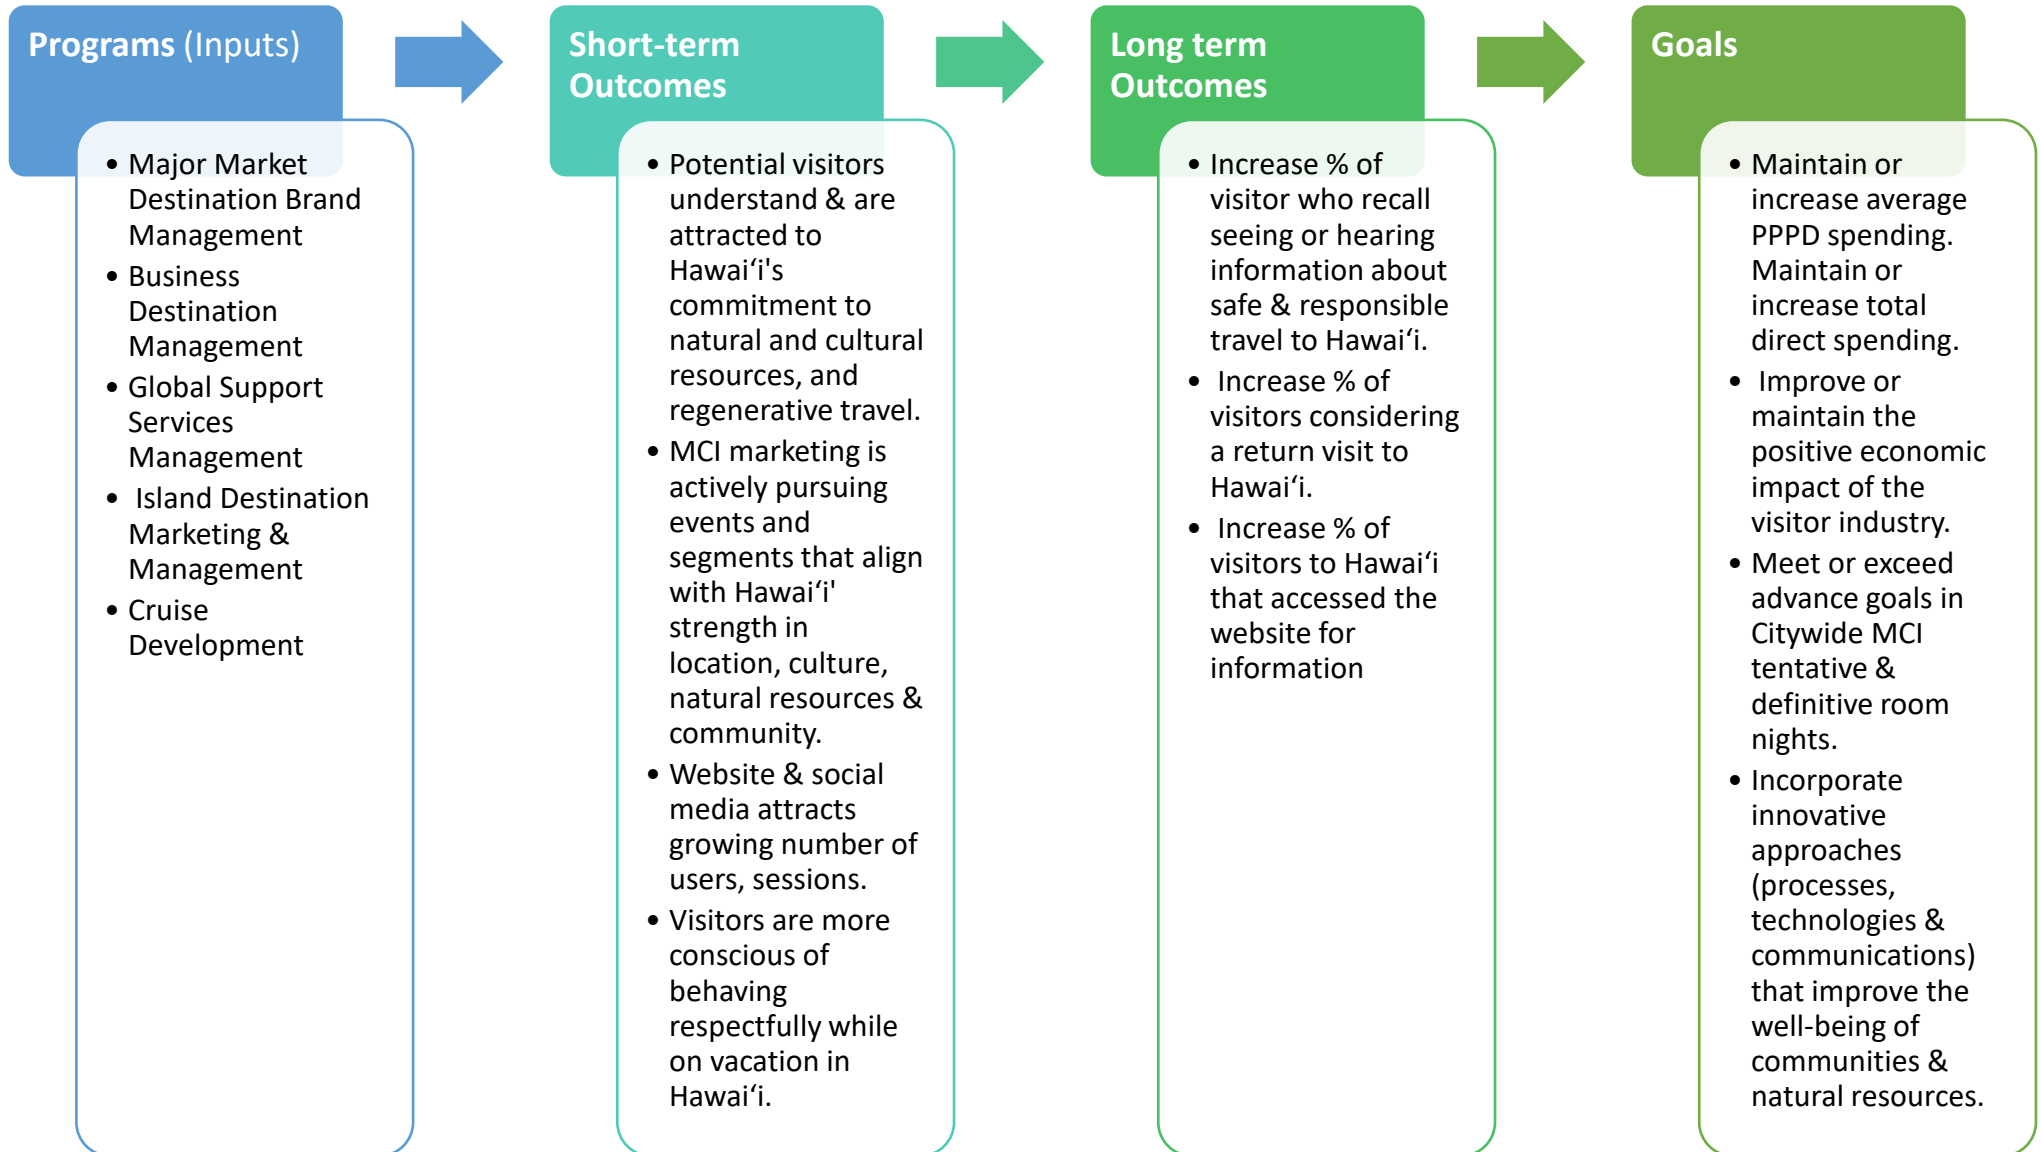 Programs (Inputs)
• Major Market
Destination Brand
Management
• Business
Destination
Management
• Global Support
Services
Management
• Island Destination
Marketing &
Management
• Cruise
Development
Short-term
Outcomes
• Potential visitors
understand & are
attracted to
Hawai‘i's
commitment to
natural and cultural
resources, and
regenerative travel.
• MCI marketing is
actively pursuing
events and
segments that align
with Hawai‘i'
strength in
location, culture,
natural resources &
community.
• Website & social
media attracts
growing number of
users, sessions.
• Visitors are more
conscious of
behaving
respectfully while
on vacation in
Hawai‘i.
Long term
Outcomes
• Increase % of
visitor who recall
seeing or hearing
information about
safe & responsible
travel to Hawai‘i.
• Increase % of
visitors considering
a return visit to
Hawai‘i.
• Increase % of
visitors to Hawai‘i
that accessed the
website for
information
Goals
• Maintain or
increase average
PPPD spending.
Maintain or
increase total
direct spending.
• Improve or
maintain the
positive economic
impact of the
visitor industry.
• Meet or exceed
advance goals in
Citywide MCI
tentative &
definitive room
nights.
• Incorporate
innovative
approaches
(processes,
technologies &
communications)
that improve the
well-being of
communities &
natural resources.